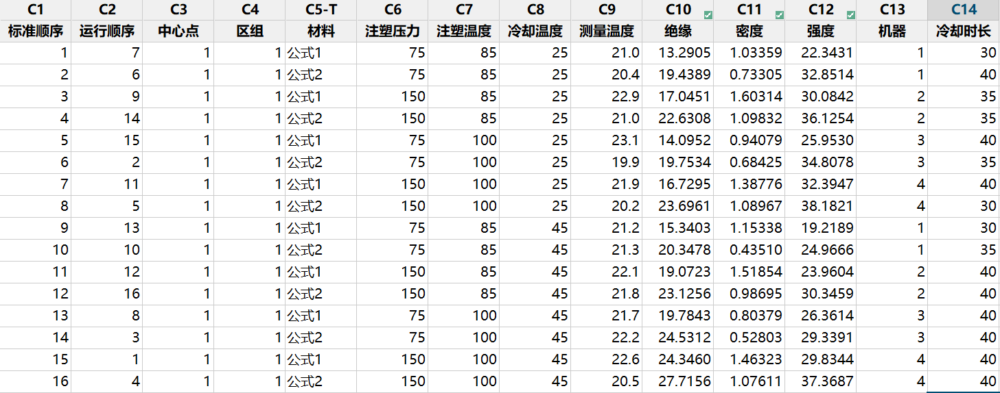 C1 C2 C3 C4 C5-T C6 C7 C8 C9 C10 C11 C12 C13 C14
标准顺序 运行顺序 中心点 区组 材料 注塑压力 注塑温度 冷却温度 测量温度 绝缘 密度 强度 机器 冷却时长
1 7 1 1 公式1 75 85 25 21.0 13.2905 1.03359 22.3431 1 30
2 6 1 1 公式2 75 85 25 20.4 19.4389 0.73305 32.8514 1 40
3 9 1 1 公式1 150 85 25 22.9 17.0451 1.60314 30.0842 2 35
4 14 1 1 公式2 150 85 25 21.0 22.6308 1.09832 36.1254 2 35
5 15 1 1 公式1 75 100 25 23.1 14.0952 0.94079 25.9530 3 40
6 2 1 1 公式2 75 100 25 19.9 19.7534 0.68425 34.8078 3 35
7 11 1 1 公式1 150 100 25 21.9 16.7295 1.38776 32.3947 4 40
8 5 1 1 公式2 150 100 25 20.2 23.6961 1.08967 38.1821 4 30
9 13 1 1 公式1 75 85 45 21.2 15.3403 1.15338 19.2189 1 30
10 10 1 1 公式2 75 85 45 21.3 20.3478 0.43510 24.9666 1 35
11 12 1 1 公式1 150 85 45 22.1 19.0723 1.51854 23.9604 2 40
12 16 1 1 公式2 150 85 45 21.8 23.1256 0.98695 30.3459 2 40
13 8 1 1 公式1 75 100 45 21.7 19.7843 0.80379 26.3614 3 40
14 3 1 1 公式2 75 100 45 22.2 24.5312 0.52803 29.3391 3 40
15 1 1 1 公式1 150 100 45 22.6 24.3460 1.46323 29.8344 4 40
16 4 1 1 公式2 150 100 45 20.5 27.7156 1.07611 37.3687 4 40